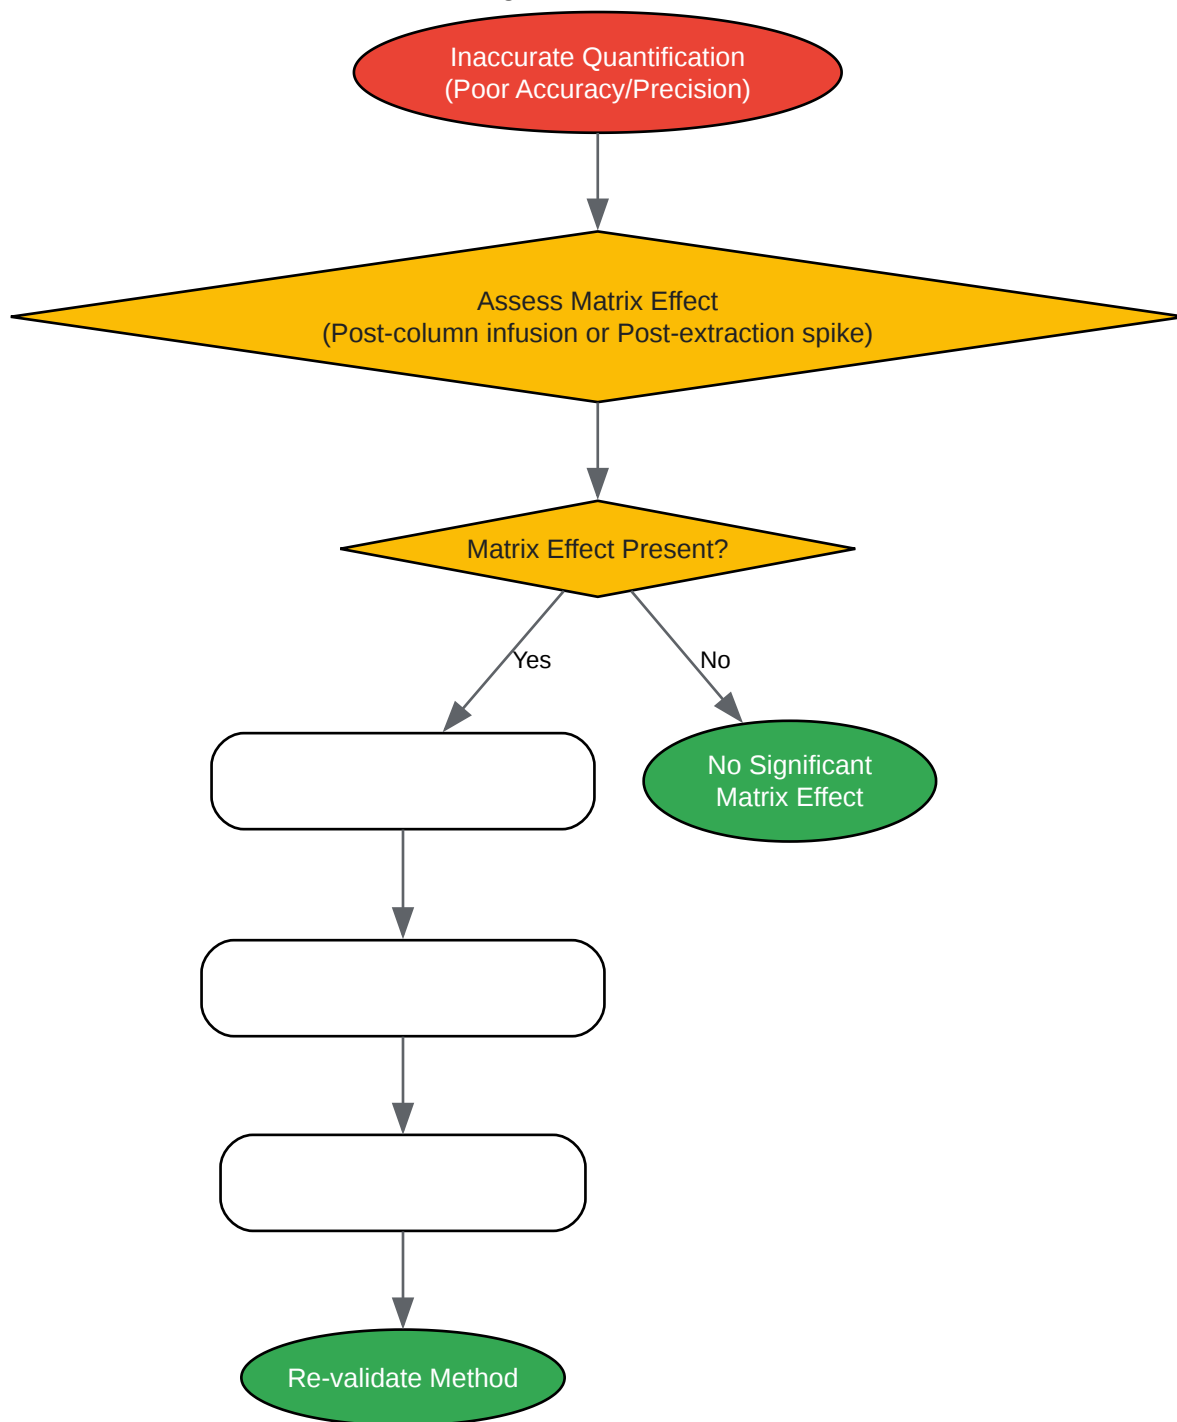 Inaccurate Quantification
(Poor Accuracy/Precision)
Assess Matrix Effect
(Post-column infusion or Post-extraction spike)
Matrix Effect Present?
Yes
No
No Significant
Matrix Effect
Re-validate Method